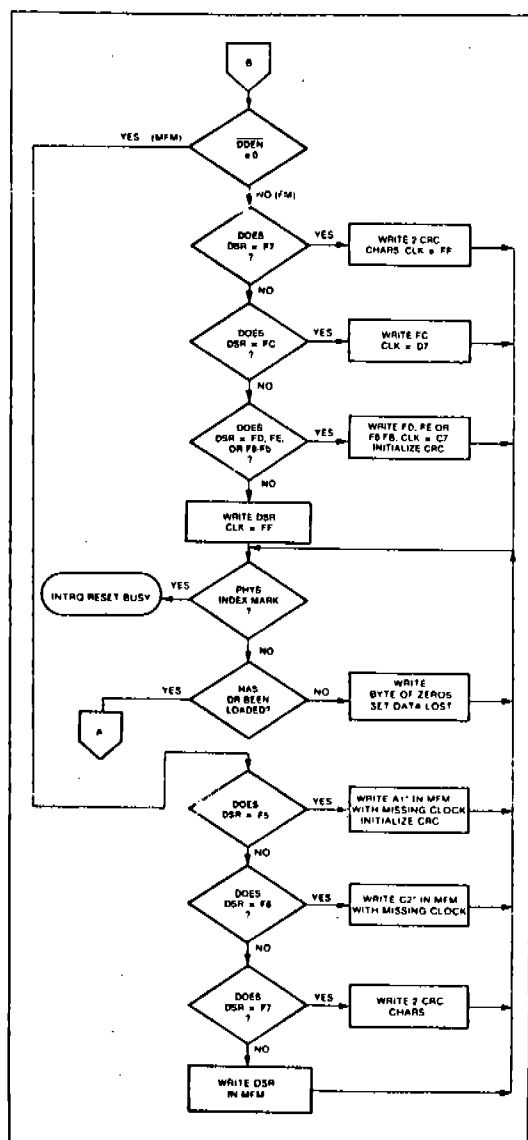 B
YES (MFM)
DDEN
= 0
NO (FM)
DOES
DSR = F7
?
YES
WRITE 2 CRC
CHARS CLK = FF
NO
DOES
DSR = FC
?
YES
WRITE FC
CLK = D7
NO
DOES
DSR = FD, FE,
OR F8-FB
?
YES
WRITE FD, FE OR
F8-FB, CLK = C7
INITIALIZE CRC
NO
WRITE DSR
CLK = FF
PHYS
INDEX MARK
?
YES
INTRQ RESET BUSY
NO
HAS
DR BEEN
LOADED?
YES
A
NO
WRITE
BYTE OF ZEROS
SET DATA LOST
DOES
DSR = F5
?
YES
WRITE A1* IN MFM
WITH MISSING CLOCK
INITIALIZE CRC
NO
DOES
DSR = F6
?
YES
WRITE C2* IN MFM
WITH MISSING CLOCK
NO
DOES
DSR = F7
?
YES
WRITE 2 CRC
CHARS
NO
WRITE DSR
IN MFM